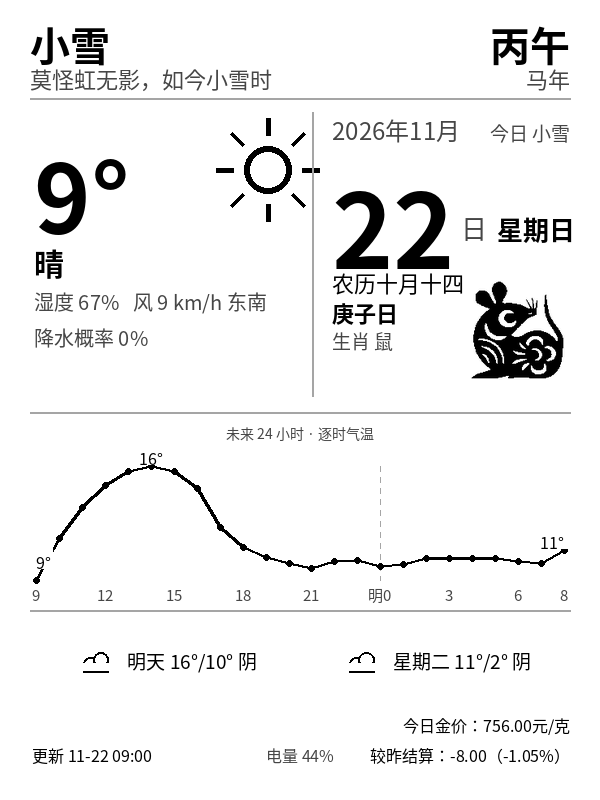 小雪
丙午
莫怪虹无影，如今小雪时
马年
9°
晴
湿度 67% 风 9 km/h 东南
降水概率 0%
2026年11月 今日 小雪
22 日 星期日
农历十月十四
庚子日
生肖 鼠
未来 24 小时 · 逐时气温
16°
9°
11°
9 12 15 18 21 明0 3 6 8
明天 16°/10° 阴
星期二 11°/2° 阴
今日金价：756.00元/克
更新 11-22 09:00 电量 44% 较昨结算：-8.00（-1.05%）